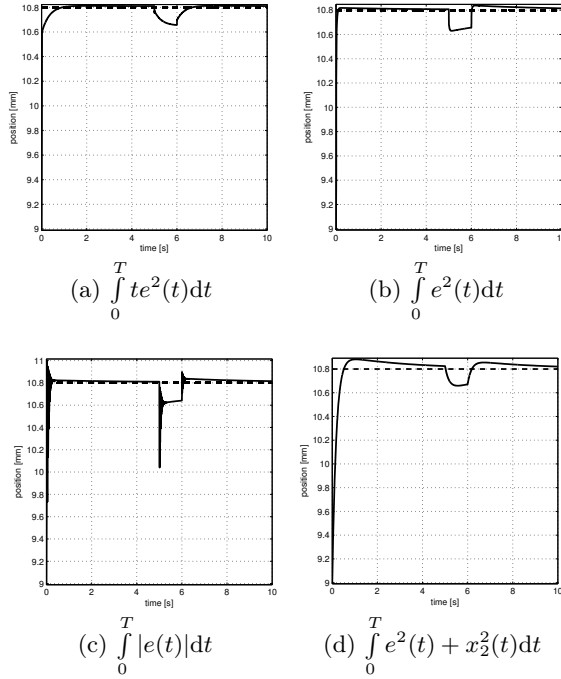 10.8
10.6
10.4
10.2
10
9.8
9.6
9.4
9.2
9
position [mm]
0 2 4 6 8 10
time [s]
(a) ∫₀ᵀ te²(t)dt
10.8
10.6
10.4
10.2
10
9.8
9.6
9.4
9.2
9
position [mm]
0 2 4 6 8 1
time [s]
(b) ∫₀ᵀ e²(t)dt
11
10.8
10.6
10.4
10.2
10
9.8
9.6
9.4
9.2
9
position [mm]
0 2 4 6 8 10
time [s]
(c) ∫₀ᵀ |e(t)|dt
10.8
10.6
10.4
10.2
10
9.8
9.6
9.4
9.2
9
position [mm]
0 2 4 6 8 10
time [s]
(d) ∫₀ᵀ e²(t) + x₂²(t)dt